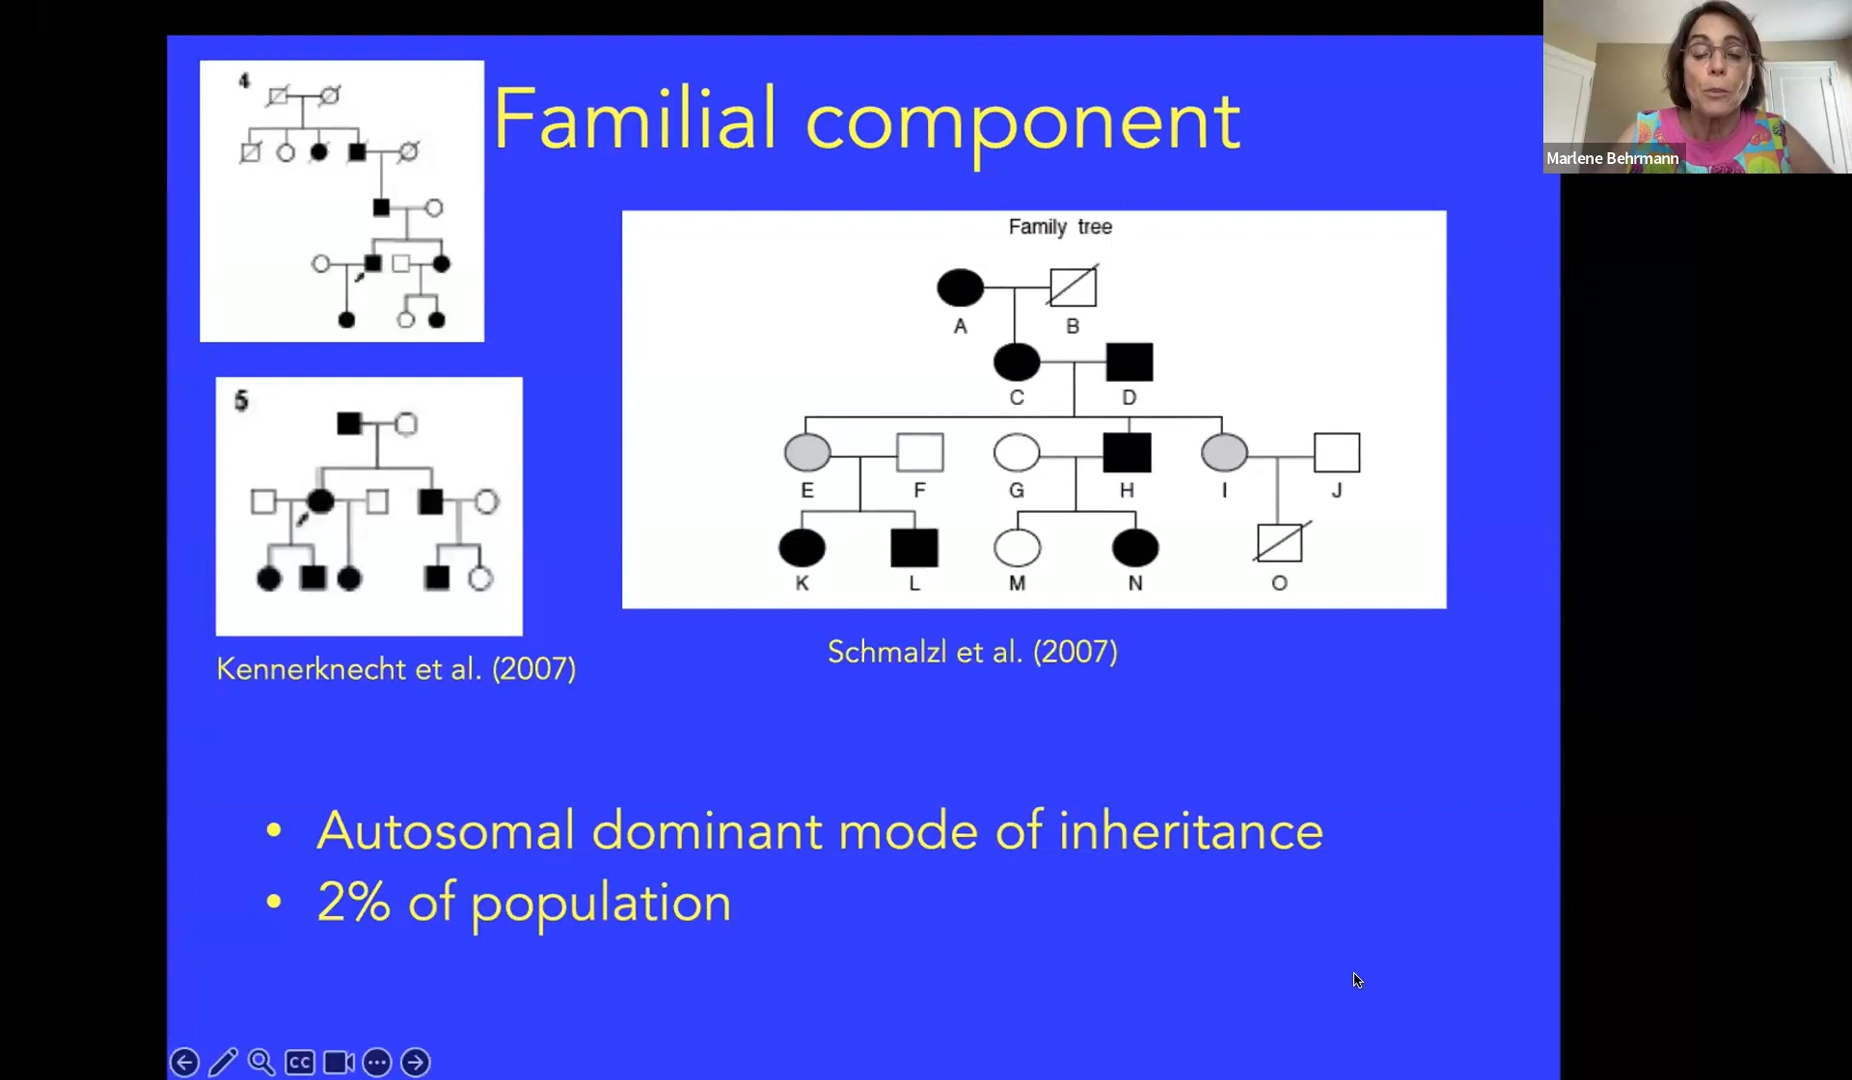 4
Familial component
Marlene Behrmann
Family tree
A B
C D
E F G H I J
K L M N O
5
Kennerknecht et al. (2007)
Schmalzl et al. (2007)
• Autosomal dominant mode of inheritance
• 2% of population
CC